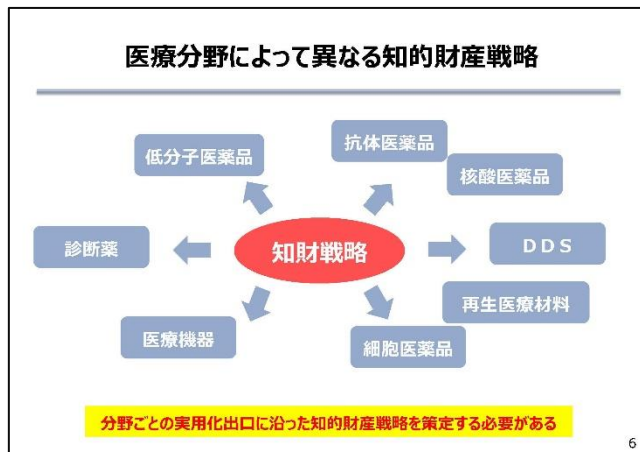 医療分野によって異なる知的財産戦略
低分子医薬品
抗体医薬品
核酸医薬品
診断薬
知財戦略
ＤＤＳ
再生医療材料
医療機器
細胞医薬品
分野ごとの実用化出口に沿った知的財産戦略を策定する必要がある
6